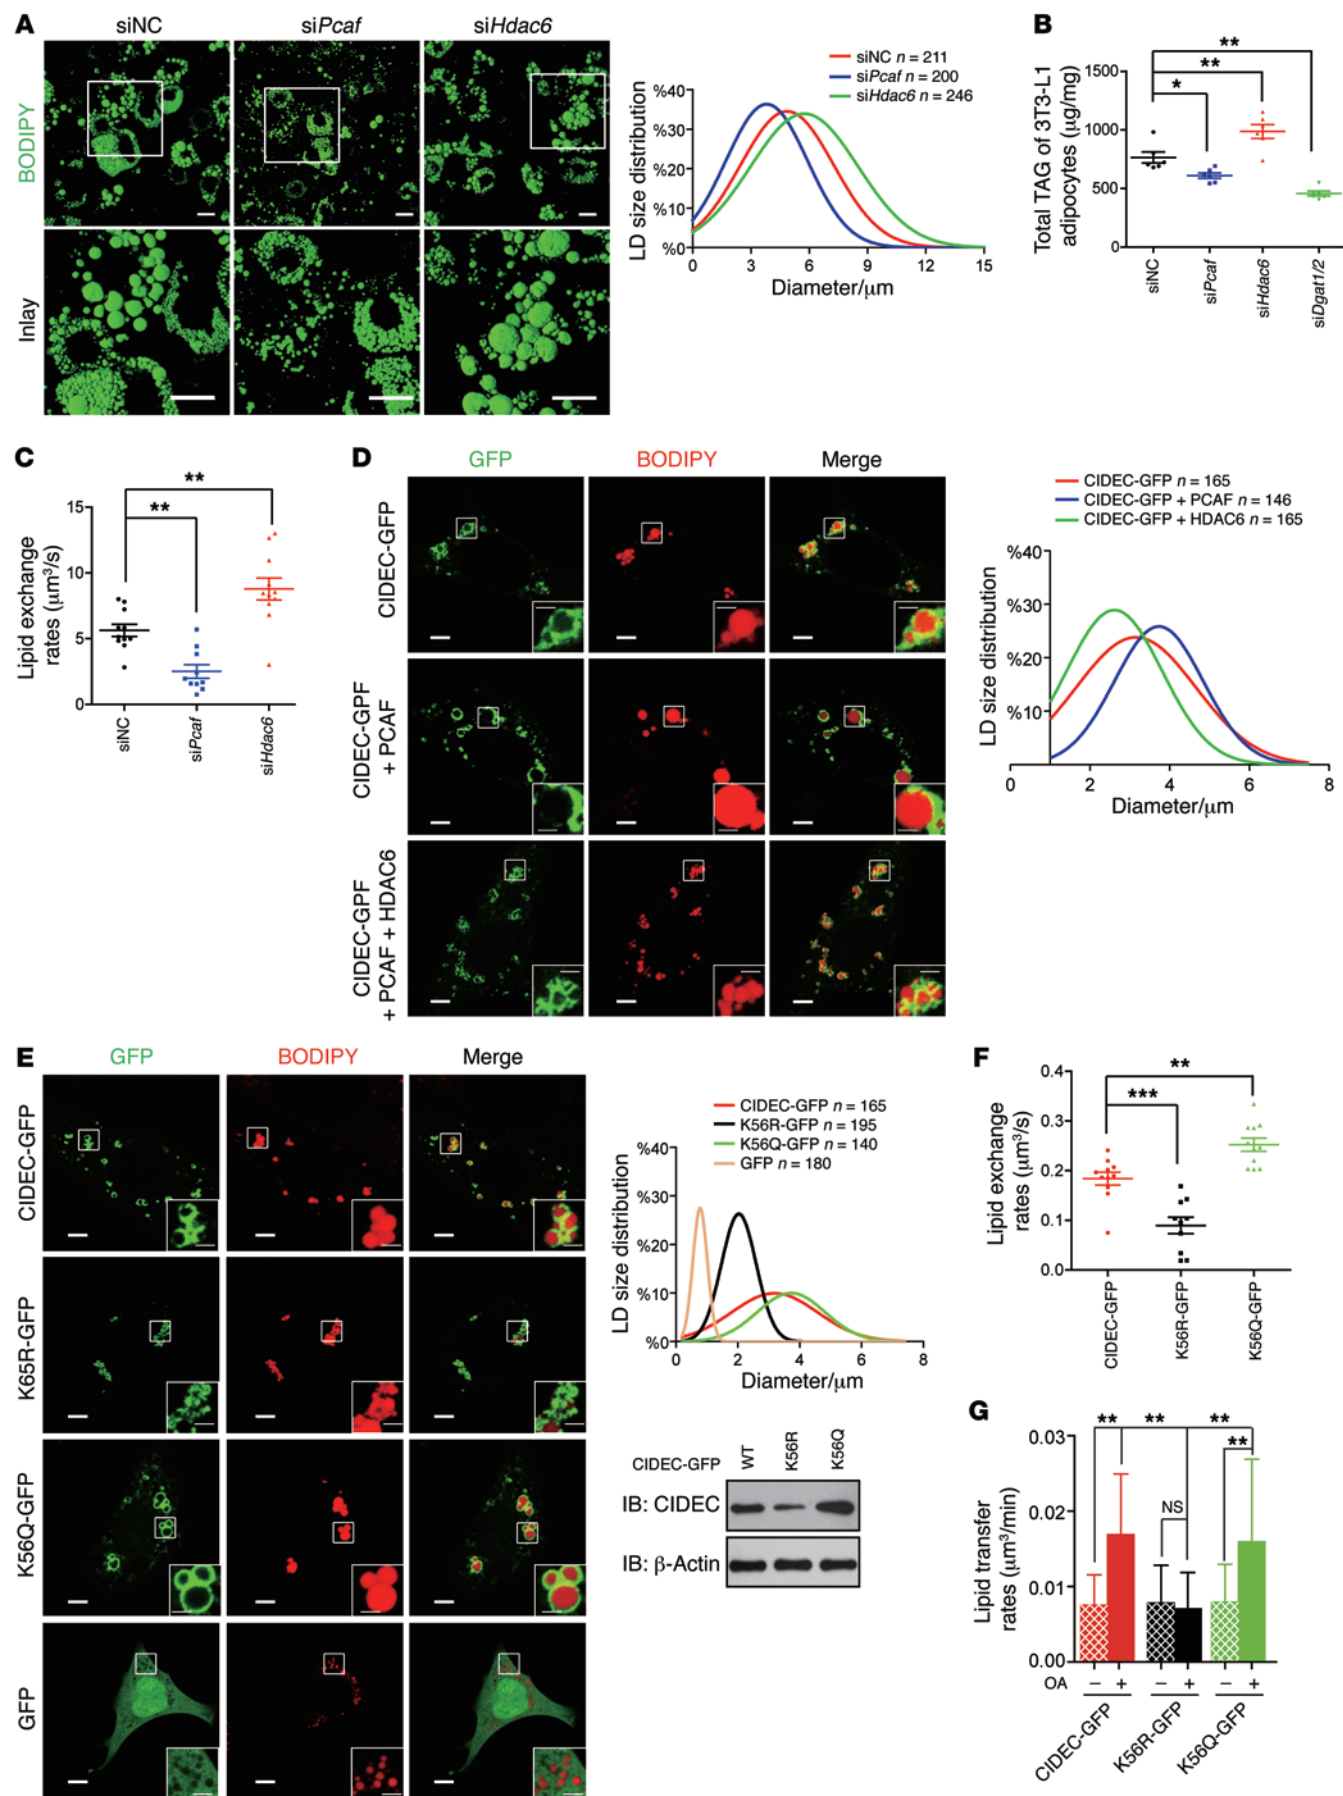 A
siNC
siPcaf
siHdac6
BODIPY
Inlay
siNC n = 211
siPcaf n = 200
siHdac6 n = 246
LD size distribution
%40
%30
%20
%10
%0
0 3 6 9 12 15
Diameter/μm
B
Total TAG of 3T3-L1
adipocytes (μg/mg)
1500
1000
500
0
**
**
*
siNC
siPcaf
siHdac6
siDgat1/2
C
Lipid exchange
rates (μm³/s)
15
10
5
0
**
**
siNC
siPcaf
siHdac6
D
GFP
BODIPY
Merge
CIDEC-GFP
CIDEC-GPF
+ PCAF
CIDEC-GPF
+ PCAF + HDAC6
CIDEC-GFP n = 165
CIDEC-GFP + PCAF n = 146
CIDEC-GFP + HDAC6 n = 165
LD size distribution
%40
%30
%20
%10
0 2 4 6 8
Diameter/μm
E
GFP
BODIPY
Merge
CIDEC-GFP
K65R-GFP
K56Q-GFP
GFP
CIDEC-GFP n = 165
K56R-GFP n = 195
K56Q-GFP n = 140
GFP n = 180
LD size distribution
%40
%30
%20
%10
%0
0 2 4 6 8
Diameter/μm
CIDEC-GFP
WT
K56R
K56Q
IB: CIDEC
IB: β-Actin
F
Lipid exchange
rates (μm³/s)
0.4
0.3
0.2
0.1
0.0
**
***
CIDEC-GFP
K56R-GFP
K56Q-GFP
G
Lipid transfer
rates (μm³/min)
0.03
0.02
0.01
0.00
** ** **
**
NS
OA − + − + − +
CIDEC-GFP
K56R-GFP
K56Q-GFP